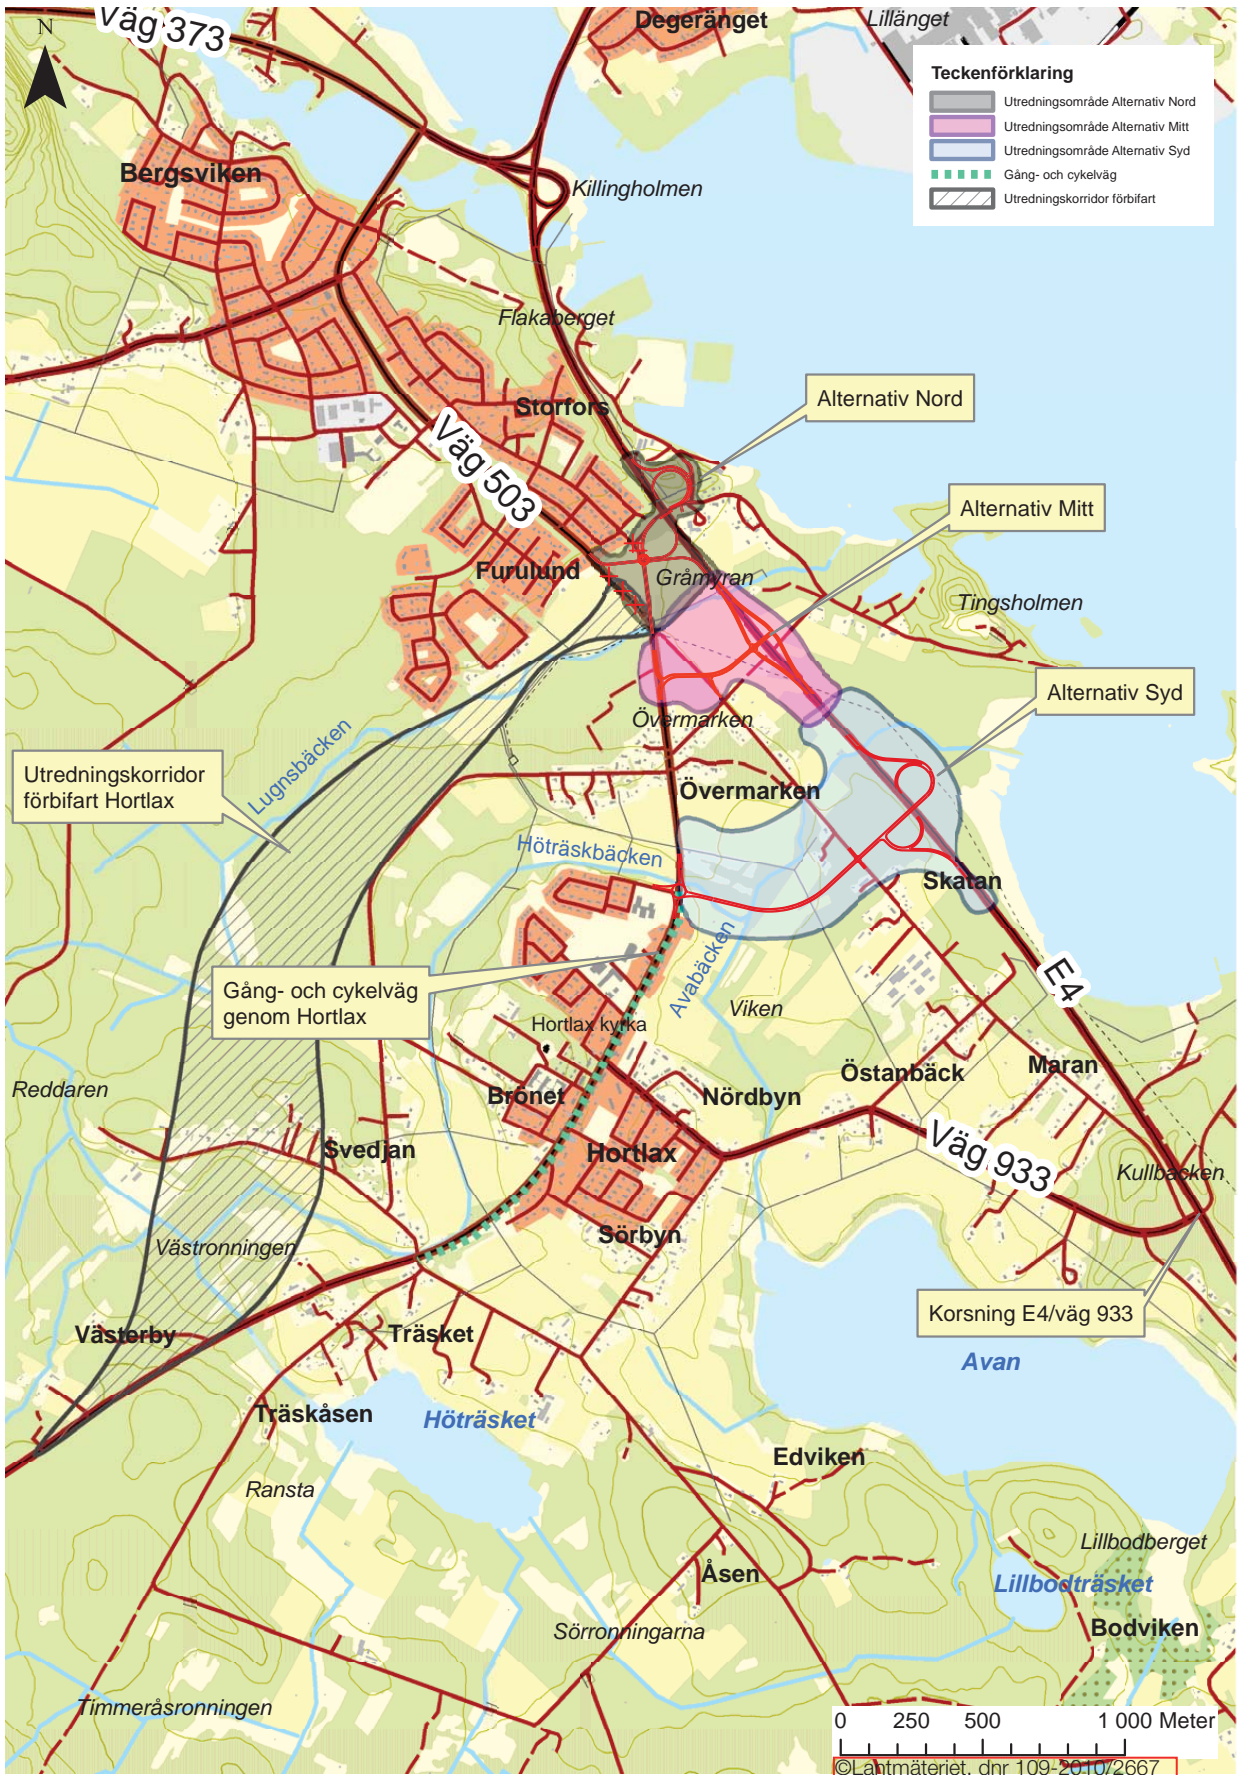 Väg 373
N
Degeränget
Lillänget
Teckenförklaring
Utredningsområde Alternativ Nord
Utredningsområde Alternativ Mitt
Utredningsområde Alternativ Syd
Gång- och cykelväg
Utredningskorridor förbifart
Bergsviken
Killingholmen
Flakaberget
Alternativ Nord
Storfors
Väg 503
Alternativ Mitt
Furulund
Gråmyran
Tingsholmen
Alternativ Syd
Övermarken
Lugnsbäcken
Utredningskorridor
förbifart Hortlax
Övermarken
Höträskbäcken
Skatan
Avabäcken
E4
Gång- och cykelväg
genom Hortlax
Viken
Hortlax kyrka
Reddaren
Brönet
Nördbyn
Östanbäck
Maran
Svedjan
Hortlax
Väg 933
Kullbäcken
Sörbyn
Västronningen
Korsning E4/väg 933
Västerby
Träsket
Avan
Träskåsen
Höträsket
Edviken
Ransta
Lillbodberget
Åsen
Lillbodträsket
Sörronningarna
Bodviken
Timmeråsronningen
0 250 500 1 000 Meter
©Lantmäteriet, dnr 109-2010/2667